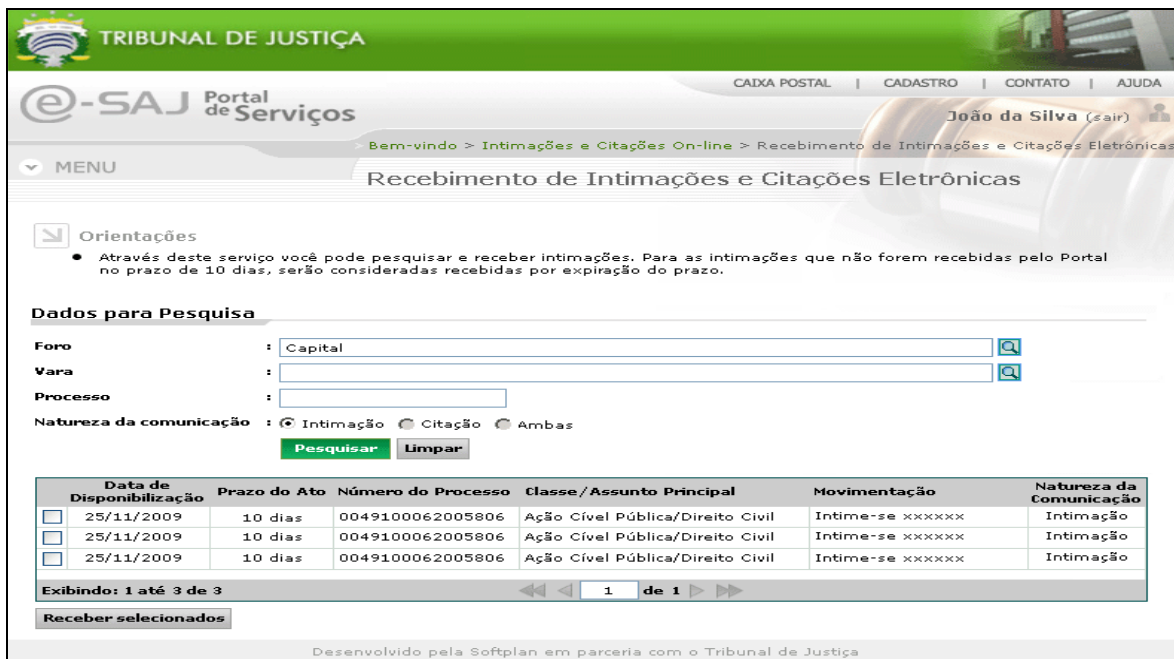 TRIBUNAL DE JUSTIÇA
CAIXA POSTAL | CADASTRO | CONTATO | AJUDA
e-SAJ Portal de Serviços
João da Silva (sair)
Bem-vindo > Intimações e Citações On-line > Recebimento de Intimações e Citações Eletrônicas
MENU
Recebimento de Intimações e Citações Eletrônicas
Orientações
• Através deste serviço você pode pesquisar e receber intimações. Para as intimações que não forem recebidas pelo Portal
no prazo de 10 dias, serão consideradas recebidas por expiração do prazo.
Dados para Pesquisa
Foro : Capital
Vara :
Processo :
Natureza da comunicação : Intimação Citação Ambas
Pesquisar Limpar
Data de Disponibilização Prazo do Ato Número do Processo Classe/Assunto Principal Movimentação Natureza da Comunicação
25/11/2009 10 dias 0049100062005806 Ação Cível Pública/Direito Civil Intime-se xxxxxx Intimação
25/11/2009 10 dias 0049100062005806 Ação Cível Pública/Direito Civil Intime-se xxxxxx Intimação
25/11/2009 10 dias 0049100062005806 Ação Cível Pública/Direito Civil Intime-se xxxxxx Intimação
Exibindo: 1 até 3 de 3 1 de 1
Receber selecionados
Desenvolvido pela Softplan em parceria com o Tribunal de Justiça